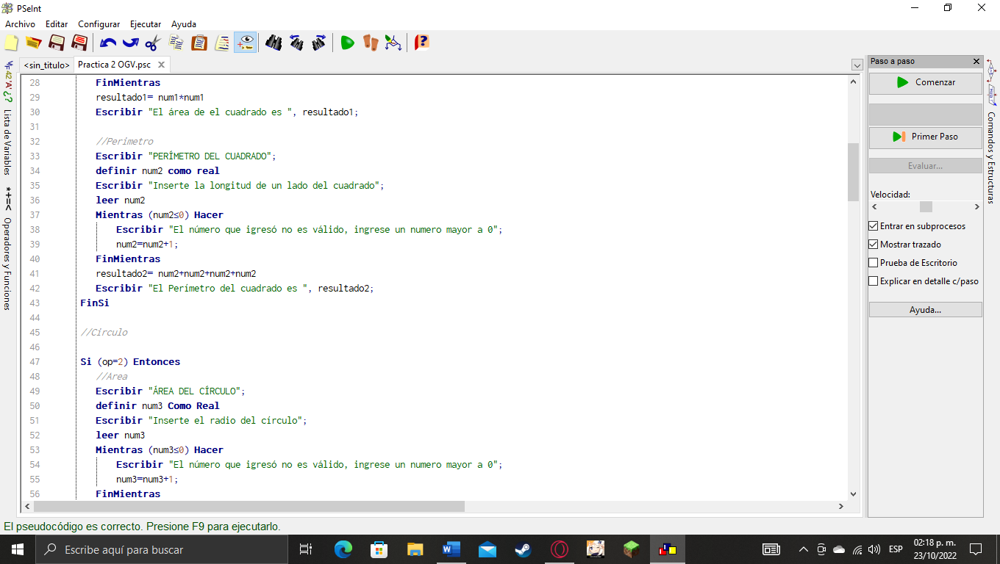 PSeInt
Archivo Editar Configurar Ejecutar Ayuda
<sin_titulo> Practica 2 OGV.psc
28 FinMientras
29 resultado1= num1*num1
30 Escribir "El área de el cuadrado es ", resultado1;
31
32 //Perimetro
33 Escribir "PERÍMETRO DEL CUADRADO";
34 definir num2 como real
35 Escribir "Inserte la longitud de un lado del cuadrado";
36 leer num2
37 Mientras (num2≤0) Hacer
38 Escribir "El número que igresó no es válido, ingrese un numero mayor a 0";
39 num2=num2+1;
40 FinMientras
41 resultado2= num2+num2+num2+num2
42 Escribir "El Perímetro del cuadrado es ", resultado2;
43 FinSi
44
45 //Circulo
46
47 Si (op=2) Entonces
48 //Area
49 Escribir "ÁREA DEL CÍRCULO";
50 definir num3 Como Real
51 Escribir "Inserte el radio del círculo";
52 leer num3
53 Mientras (num3≤0) Hacer
54 Escribir "El número que igresó no es válido, ingrese un numero mayor a 0";
55 num3=num3+1;
56 FinMientras
42 'A' ¿? Lista de Variables
*+=< Operadores y Funciones
Paso a paso
Comenzar
Primer Paso
Evaluar...
Velocidad:
Entrar en subprocesos
Mostrar trazado
Prueba de Escritorio
Explicar en detalle c/paso
Ayuda...
Comandos y Estructuras
El pseudocódigo es correcto. Presione F9 para ejecutarlo.
Escribe aquí para buscar
ESP
02:18 p. m.
23/10/2022